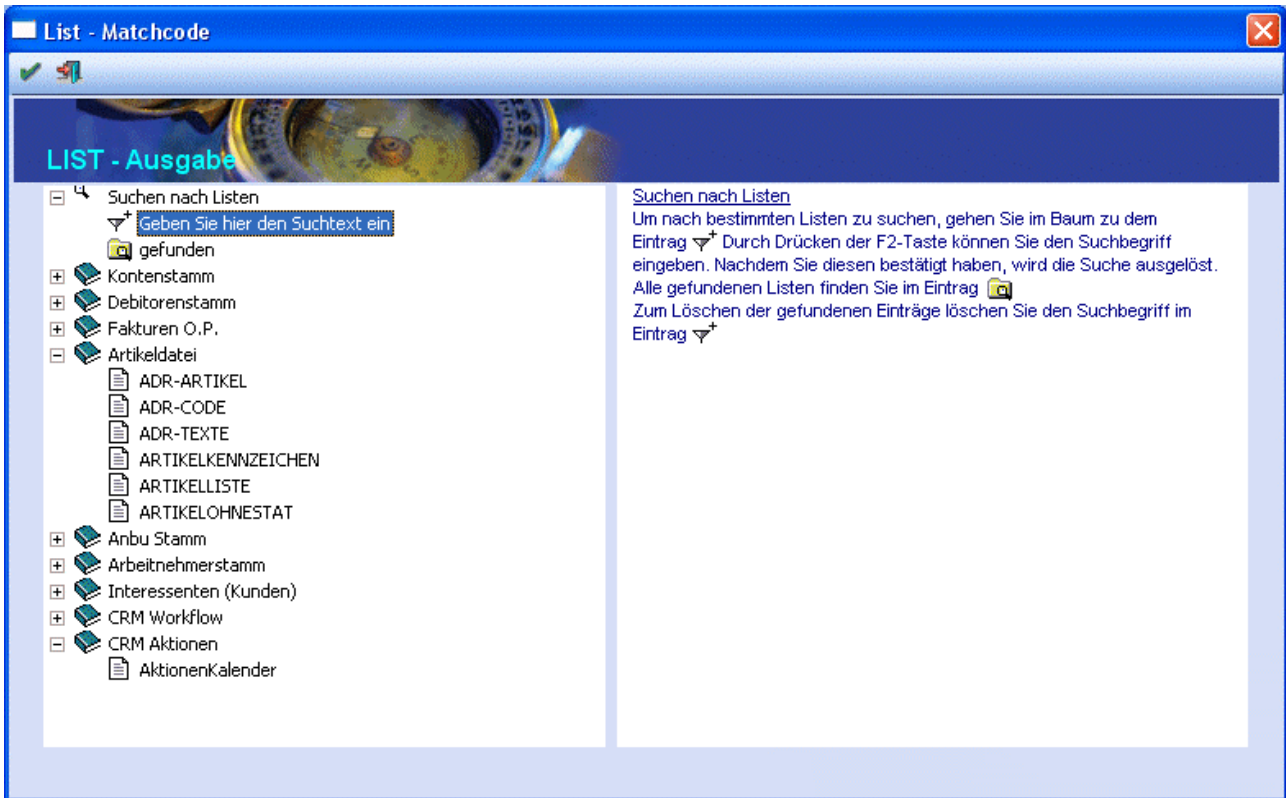 List - Matchcode
LIST - Ausgabe
Suchen nach Listen
Geben Sie hier den Suchtext ein
gefunden
Kontenstamm
Debitorenstamm
Fakturen O.P.
Artikeldatei
ADR-ARTIKEL
ADR-CODE
ADR-TEXTE
ARTIKELKENNZEICHEN
ARTIKELLISTE
ARTIKELOHNESTAT
Anbu Stamm
Arbeitnehmerstamm
Interessenten (Kunden)
CRM Workflow
CRM Aktionen
AktionenKalender
Suchen nach Listen
Um nach bestimmten Listen zu suchen, gehen Sie im Baum zu dem
Eintrag Durch Drücken der F2-Taste können Sie den Suchbegriff
eingeben. Nachdem Sie diesen bestätigt haben, wird die Suche ausgelöst.
Alle gefundenen Listen finden Sie im Eintrag
Zum Löschen der gefundenen Einträge löschen Sie den Suchbegriff im
Eintrag